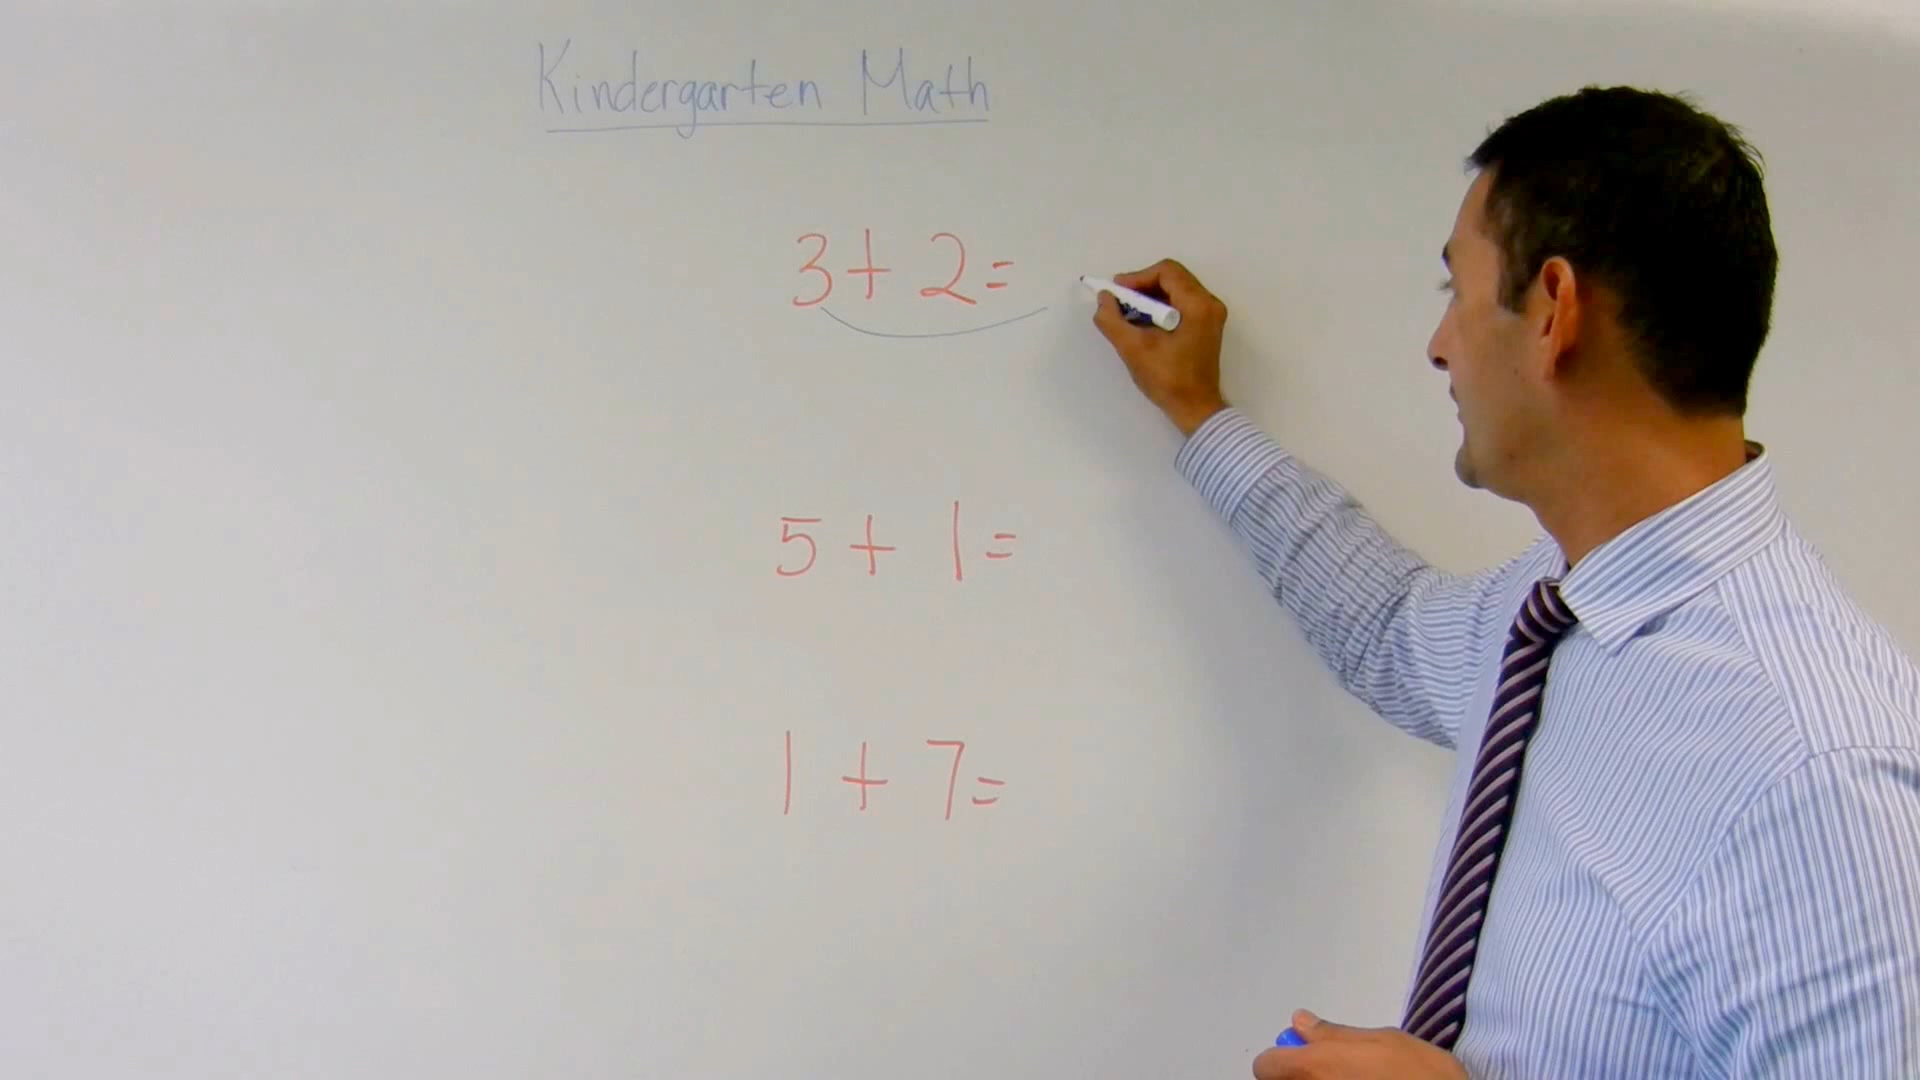 Kindergarten Math
3 + 2 =
5 + 1 =
1 + 7 =